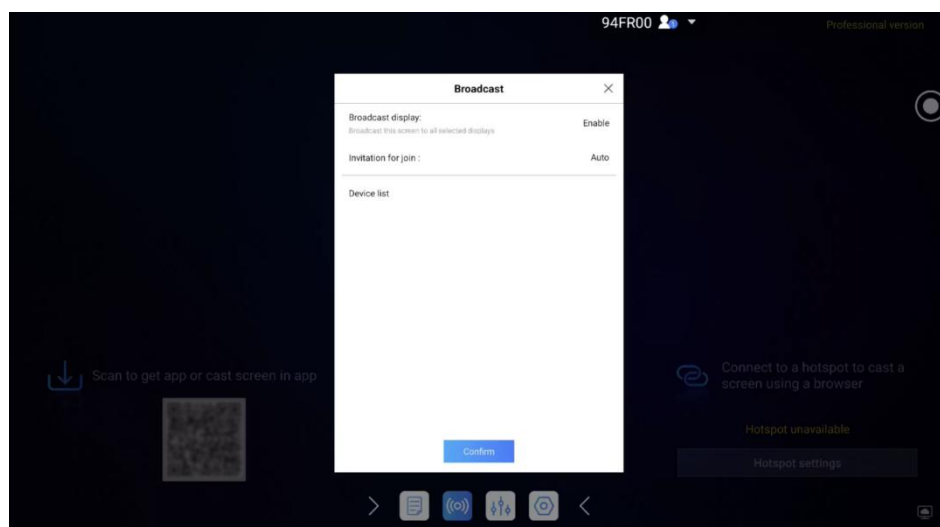 94FR00
Professional version
Broadcast
Broadcast display:
Broadcast this screen to all selected displays
Enable
Invitation for join :
Auto
Device list
Scan to get app or cast screen in app
Connect to a hotspot to cast a
screen using a browser
Hotspot unavailable
Hotspot settings
Confirm